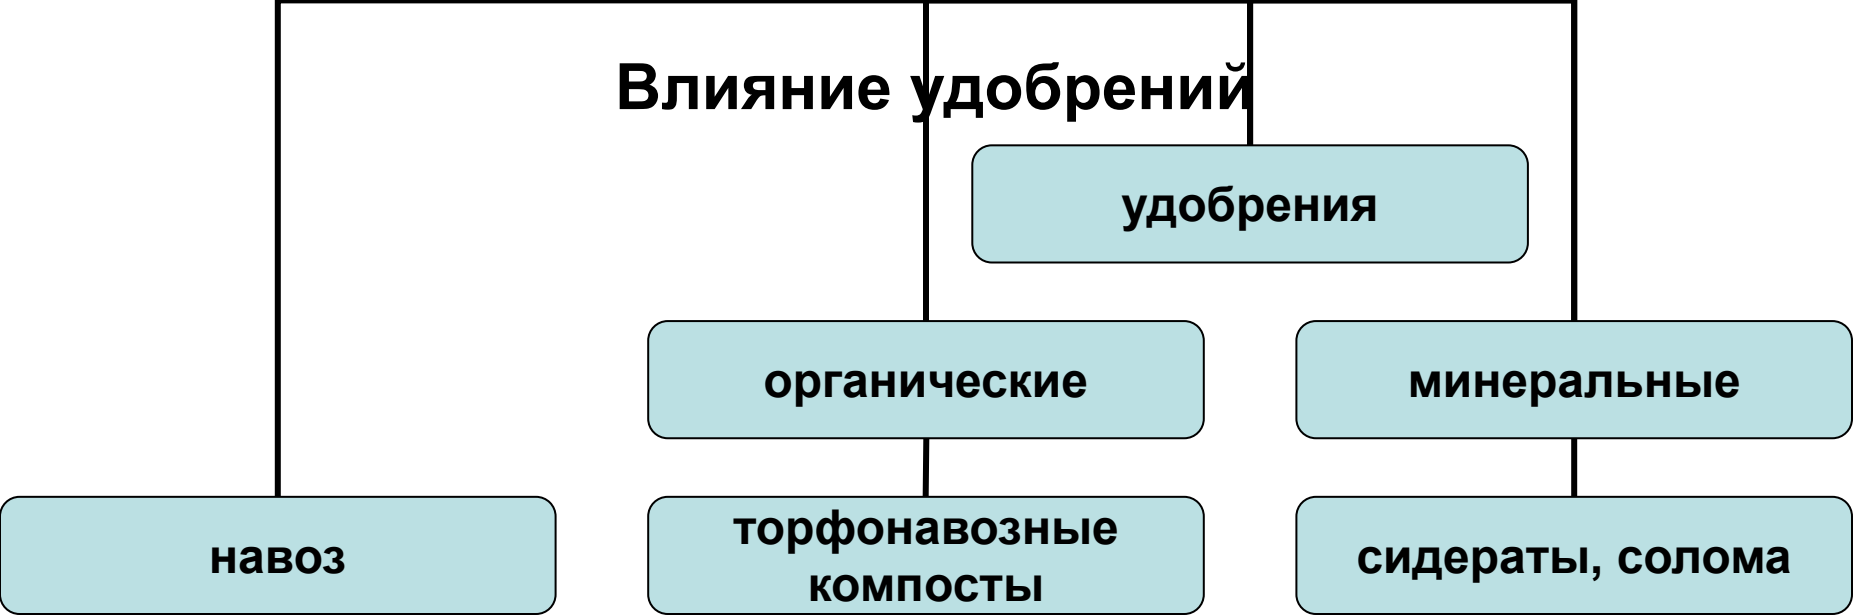 Влияние удобрений
удобрения
органические
минеральные
навоз
торфонавозные
компосты
сидераты, солома